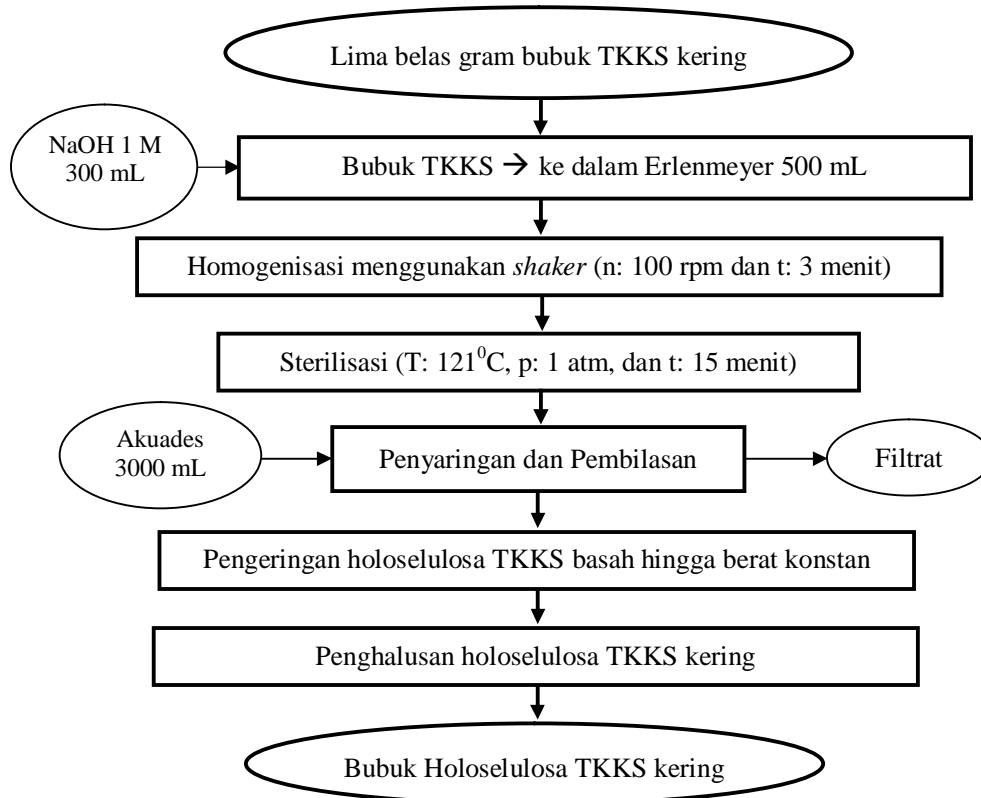 Lima belas gram bubuk TKKS kering
NaOH 1 M
300 mL
Bubuk TKKS → ke dalam Erlenmeyer 500 mL
Homogenisasi menggunakan shaker (n: 100 rpm dan t: 3 menit)
Sterilisasi (T: 121⁰C, p: 1 atm, dan t: 15 menit)
Akuades
3000 mL
Penyaringan dan Pembilasan
Filtrat
Pengeringan holoselulosa TKKS basah hingga berat konstan
Penghalusan holoselulosa TKKS kering
Bubuk Holoselulosa TKKS kering